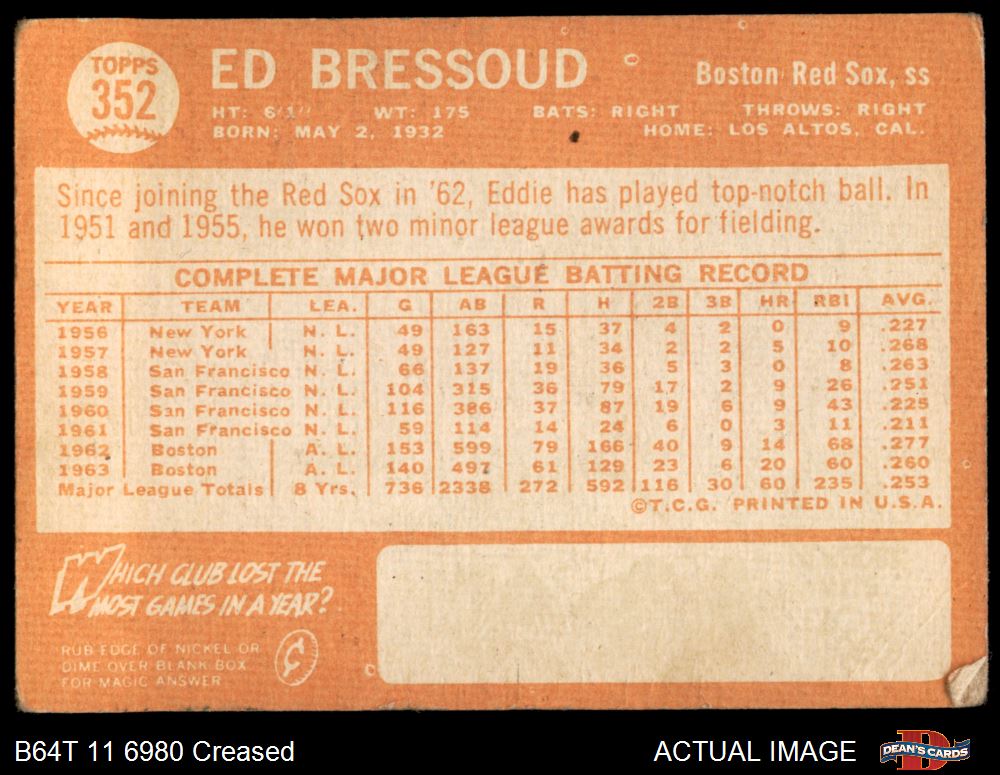 TOPPS
352
ED BRESSOUD
Boston Red Sox, ss
HT: 6'1" WT: 175 BATS: RIGHT THROWS: RIGHT
BORN: MAY 2, 1932 HOME: LOS ALTOS, CAL.
Since joining the Red Sox in '62, Eddie has played top-notch ball. In
1951 and 1955, he won two minor league awards for fielding.
COMPLETE MAJOR LEAGUE BATTING RECORD
YEAR TEAM LEA. G AB R H 2B 3B HR RBI AVG.
1956 New York N. L. 49 163 15 37 4 2 0 9 .227
1957 New York N. L. 49 127 11 34 2 2 5 10 .268
1958 San Francisco N. L. 66 137 19 36 5 3 0 8 .263
1959 San Francisco N. L. 104 315 36 79 17 2 9 26 .251
1960 San Francisco N. L. 116 386 37 87 19 6 9 43 .225
1961 San Francisco N. L. 59 114 14 24 6 0 3 11 .211
1962 Boston A. L. 153 599 79 166 40 9 14 68 .277
1963 Boston A. L. 140 497 61 129 23 6 20 60 .260
Major League Totals 8 Yrs. 736 2338 272 592 116 30 60 235 .253
©T.C.G. PRINTED IN U.S.A.
WHICH CLUB LOST THE
MOST GAMES IN A YEAR?
RUB EDGE OF NICKEL OR
DIME OVER BLANK BOX
FOR MAGIC ANSWER
¢
B64T 11 6980 Creased
ACTUAL IMAGE
D
DEAN'S CARDS